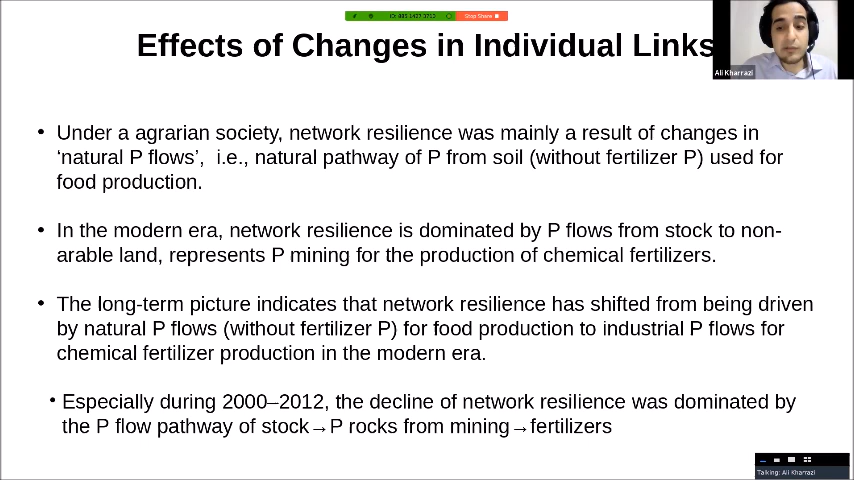 ID: 885 1427 3713
Stop Share
Effects of Changes in Individual Links
Ali Kharrazi
• Under a agrarian society, network resilience was mainly a result of changes in
‘natural P flows’, i.e., natural pathway of P from soil (without fertilizer P) used for
food production.
• In the modern era, network resilience is dominated by P flows from stock to non-
arable land, represents P mining for the production of chemical fertilizers.
• The long-term picture indicates that network resilience has shifted from being driven
by natural P flows (without fertilizer P) for food production to industrial P flows for
chemical fertilizer production in the modern era.
• Especially during 2000–2012, the decline of network resilience was dominated by
the P flow pathway of stock→P rocks from mining→fertilizers
Talking: Ali Kharrazi